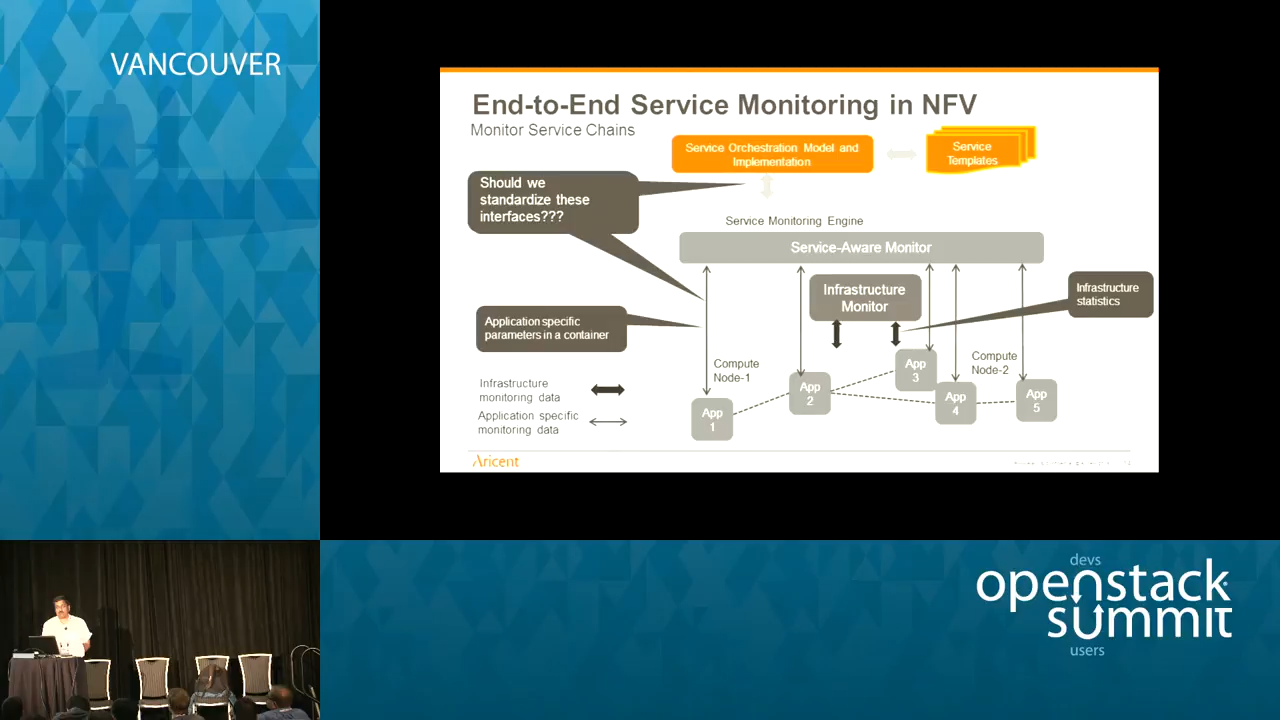 VANCOUVER
End-to-End Service Monitoring in NFV
Monitor Service Chains
Service Orchestration Model and
Implementation
Service
Templates
Should we
standardize these
interfaces???
Service Monitoring Engine
Service-Aware Monitor
Infrastructure
Monitor
Infrastructure
statistics
Application specific
parameters in a container
Compute
Node-1
Compute
Node-2
Infrastructure
monitoring data
Application specific
monitoring data
App
1
App
2
App
3
App
4
App
5
Aricent
devs
openstack
summit
users